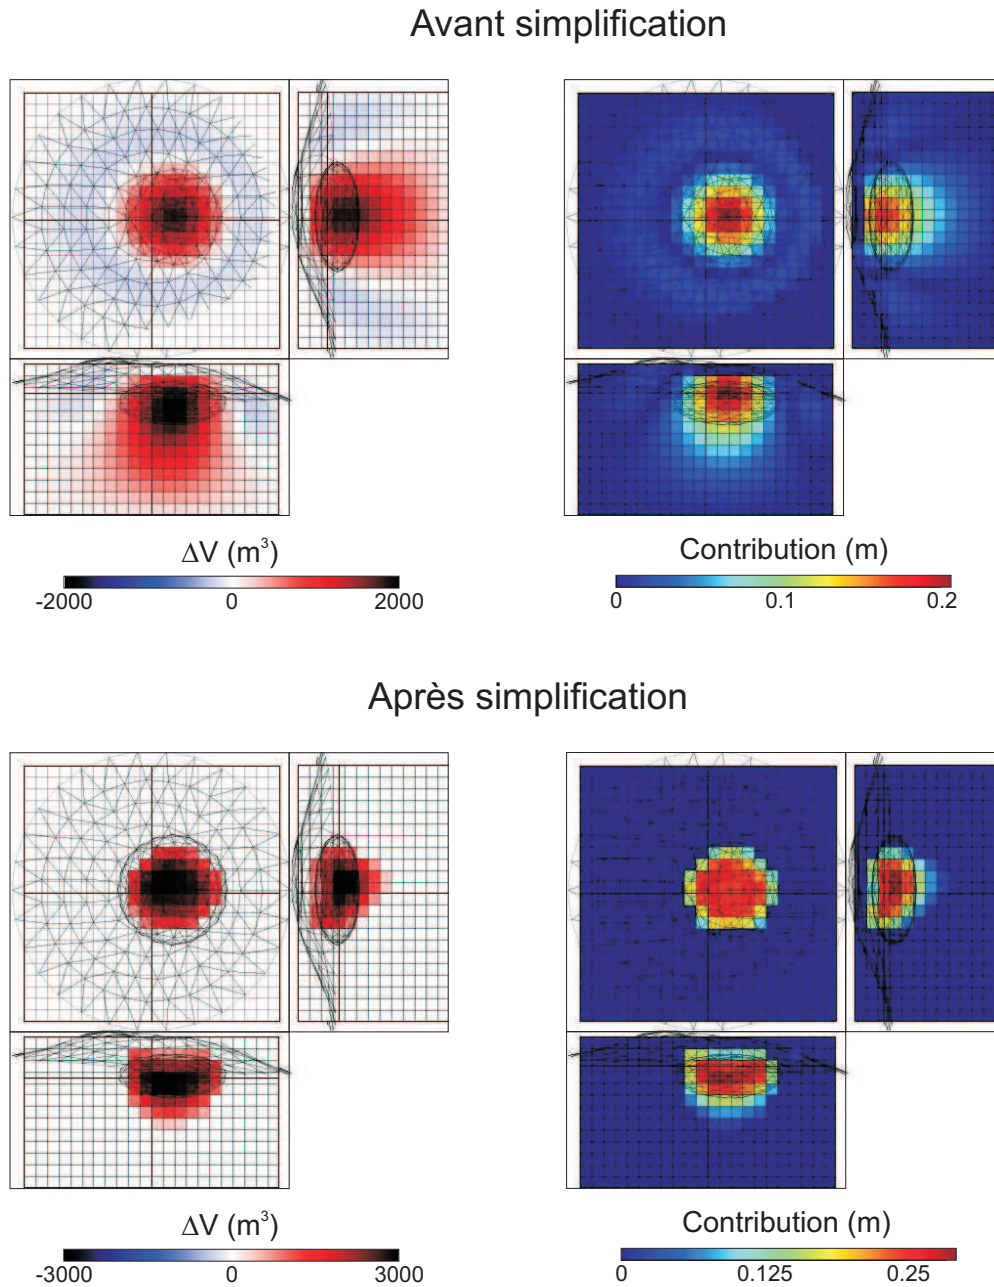 Avant simplification
ΔV (m³)
-2000 0 2000
Contribution (m)
0 0.1 0.2
Après simplification
ΔV (m³)
-3000 0 3000
Contribution (m)
0 0.125 0.25